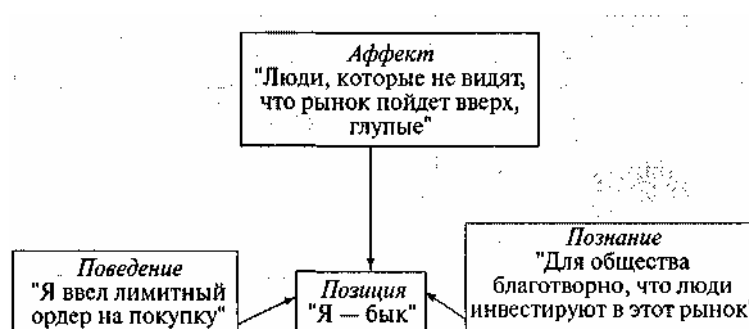 Аффект
"Люди, которые не видят,
что рынок пойдет вверх,
глупые"
Поведение
"Я ввел лимитный
ордер на покупку"
Позиция
"Я — бык"
Познание
"Для общества
благотворно, что люди
инвестируют в этот рынок"